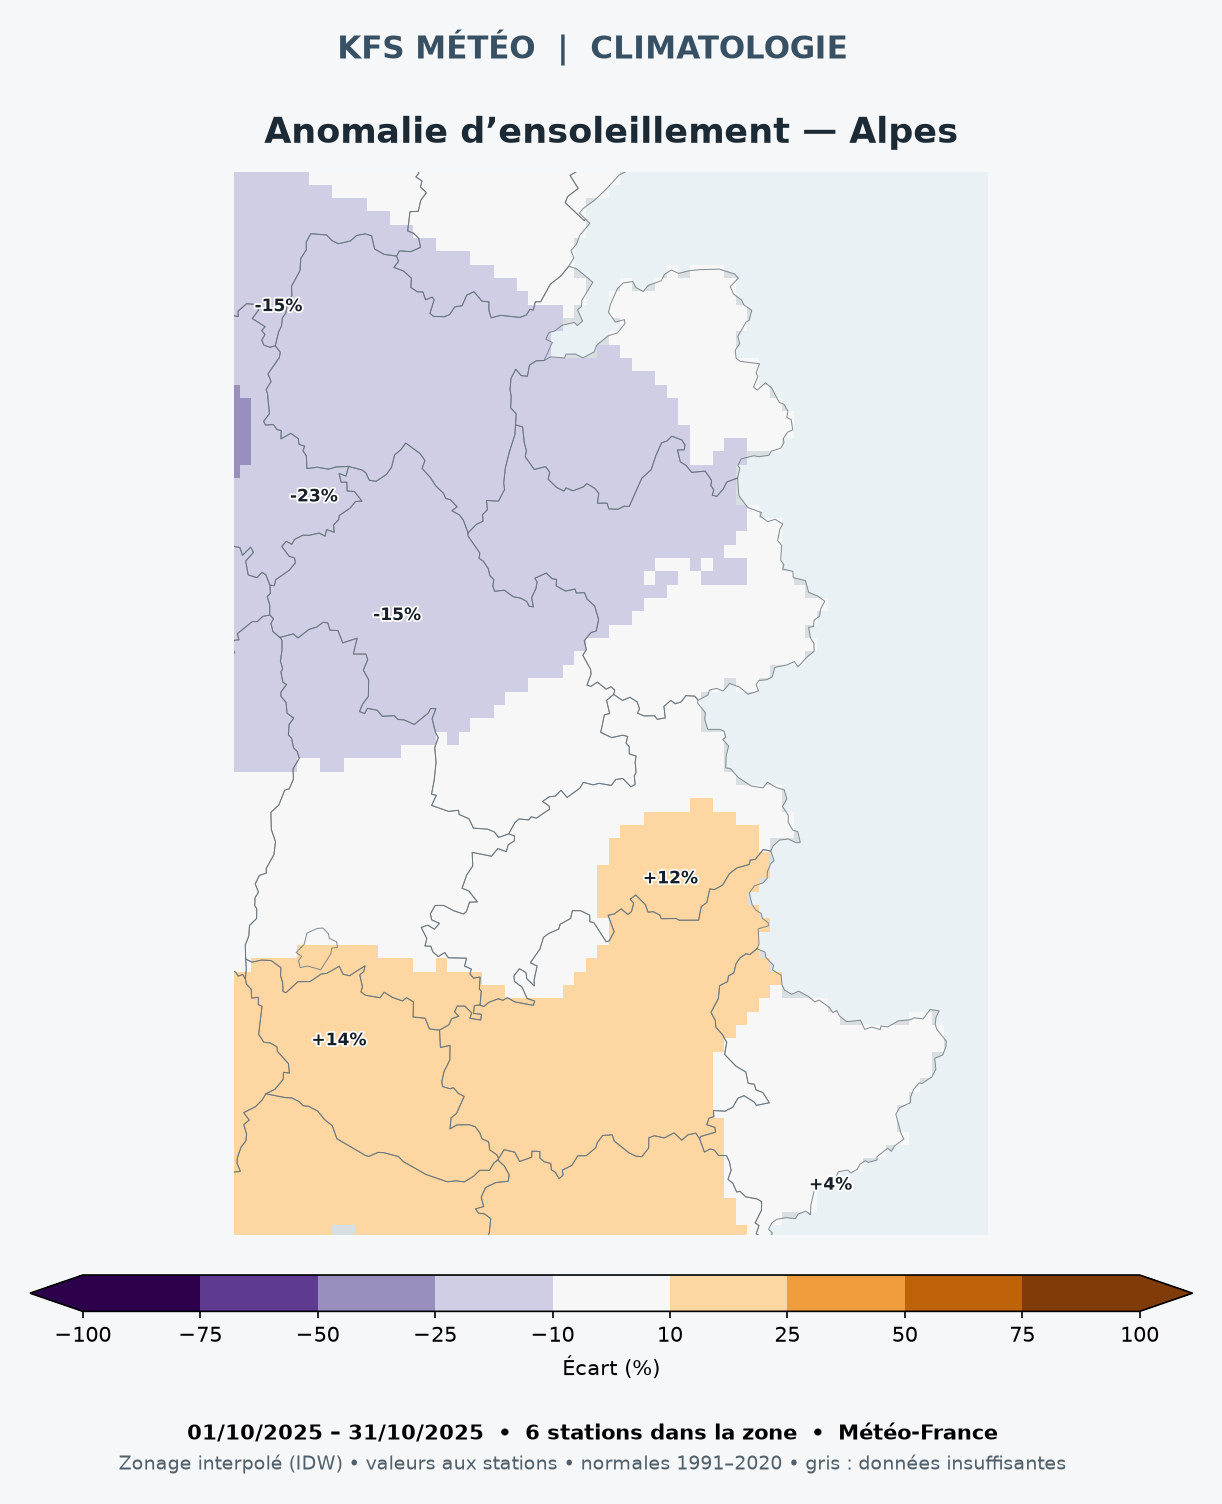 KFS MÉTÉO | CLIMATOLOGIE
Anomalie d’ensoleillement — Alpes
-15%
-23%
-15%
+12%
+14%
+4%
−100 −75 −50 −25 −10 10 25 50 75 100
Écart (%)
01/10/2025 – 31/10/2025 • 6 stations dans la zone • Météo-France
Zonage interpolé (IDW) • valeurs aux stations • normales 1991–2020 • gris : données insuffisantes